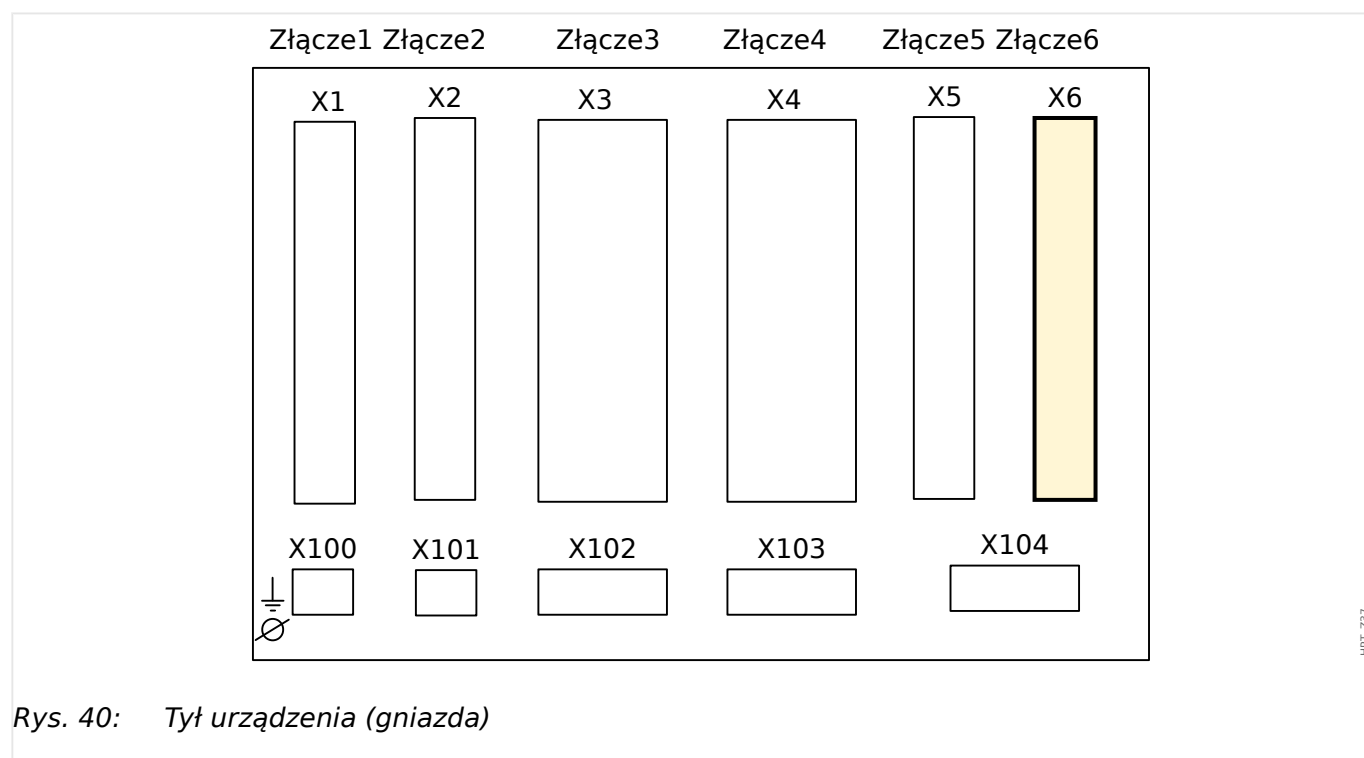 Złącze1 Złącze2 Złącze3 Złącze4 Złącze5 Złącze6
X1 X2 X3 X4 X5 X6
X100 X101 X102 X103 X104
Rys. 40: Tył urządzenia (gniazda)